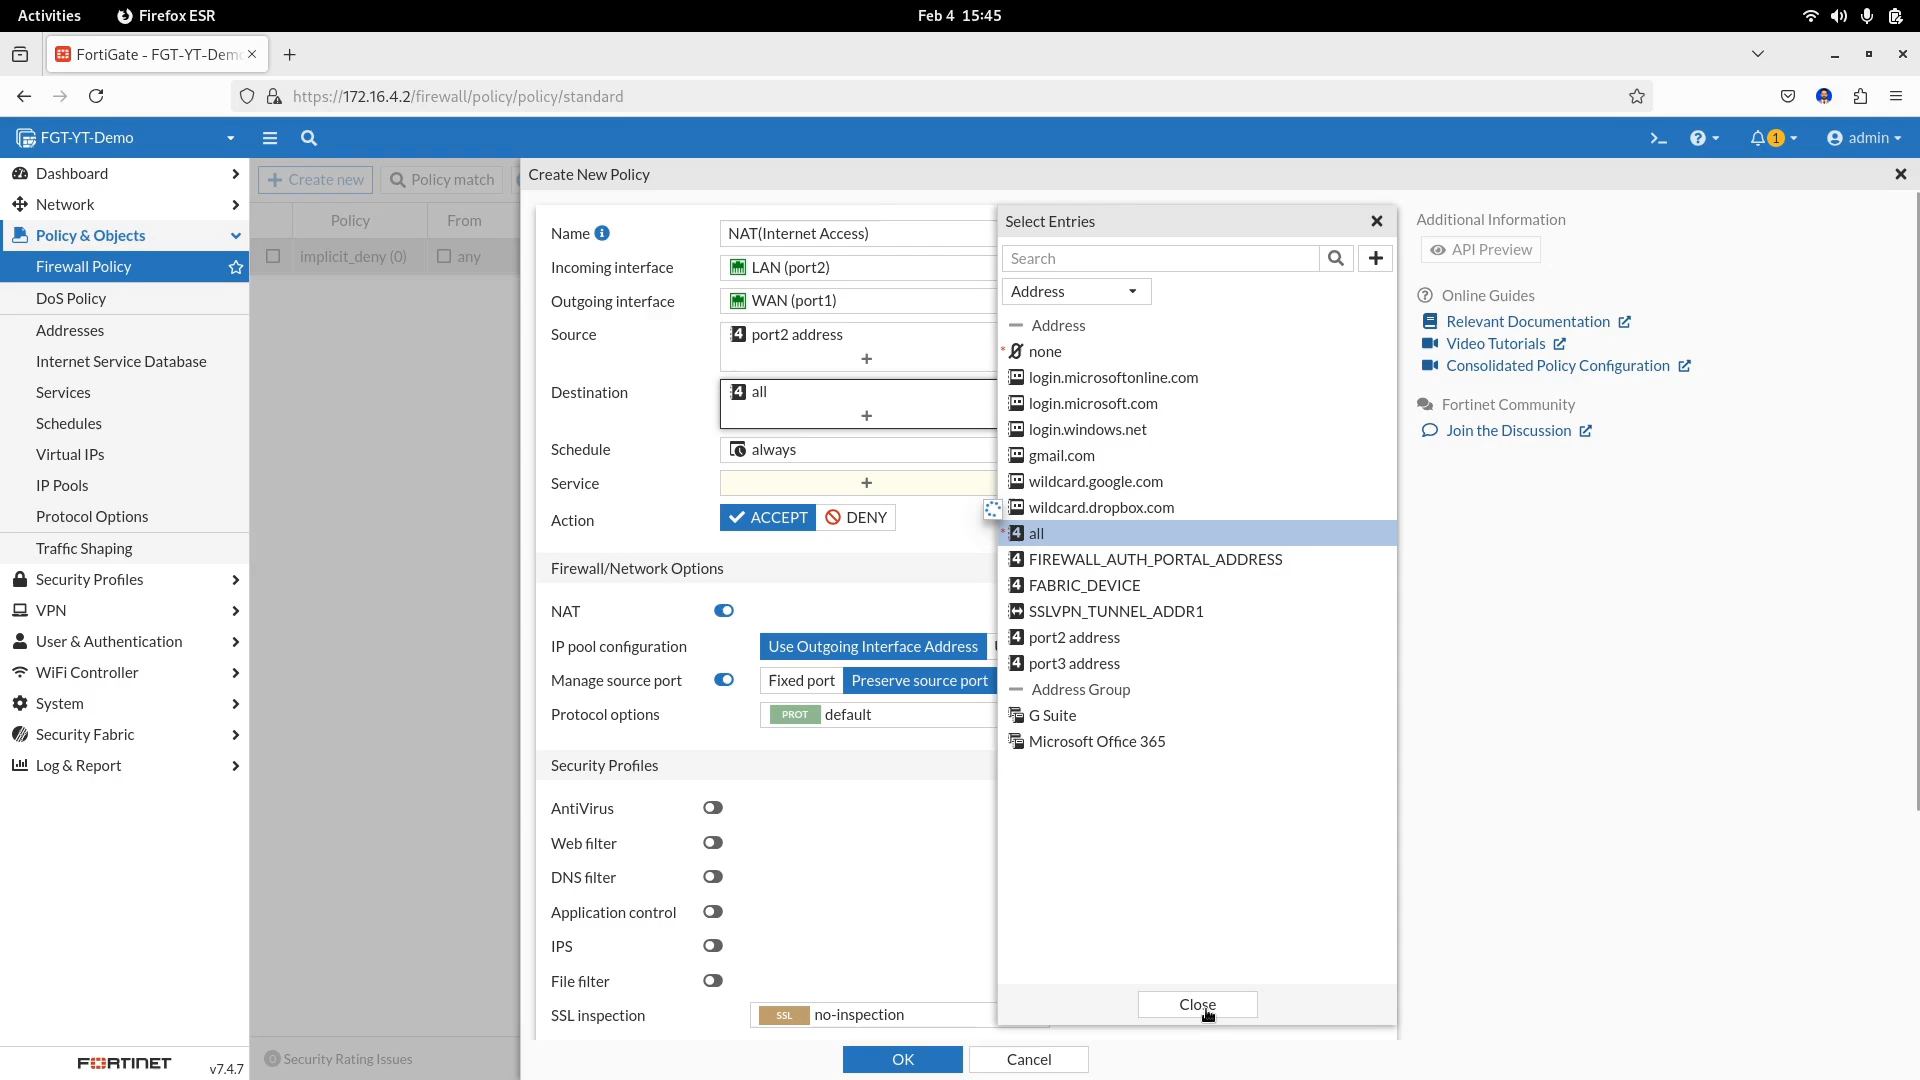 Activities
Firefox ESR
Feb 4 15:45
FortiGate - FGT-YT-Demo
https://172.16.4.2/firewall/policy/policy/standard
FGT-YT-Demo
1
admin
Dashboard
Network
Policy & Objects
Firewall Policy
DoS Policy
Addresses
Internet Service Database
Services
Schedules
Virtual IPs
IP Pools
Protocol Options
Traffic Shaping
Security Profiles
VPN
User & Authentication
WiFi Controller
System
Security Fabric
Log & Report
FORTINET
v7.4.7
Create new
Policy match
Policy
From
implicit_deny (0)
any
Security Rating Issues
Create New Policy
Name
NAT(Internet Access)
Incoming interface
LAN (port2)
Outgoing interface
WAN (port1)
Source
4 port2 address
Destination
4 all
Schedule
always
Service
Action
ACCEPT
DENY
Firewall/Network Options
NAT
IP pool configuration
Use Outgoing Interface Address
Manage source port
Fixed port
Preserve source port
Protocol options
PROT default
Security Profiles
AntiVirus
Web filter
DNS filter
Application control
IPS
File filter
SSL inspection
SSL no-inspection
OK
Cancel
Select Entries
Search
Address
Address
none
login.microsoftonline.com
login.microsoft.com
login.windows.net
gmail.com
wildcard.google.com
wildcard.dropbox.com
4 all
4 FIREWALL_AUTH_PORTAL_ADDRESS
4 FABRIC_DEVICE
SSLVPN_TUNNEL_ADDR1
4 port2 address
4 port3 address
Address Group
G Suite
Microsoft Office 365
Close
Additional Information
API Preview
Online Guides
Relevant Documentation
Video Tutorials
Consolidated Policy Configuration
Fortinet Community
Join the Discussion